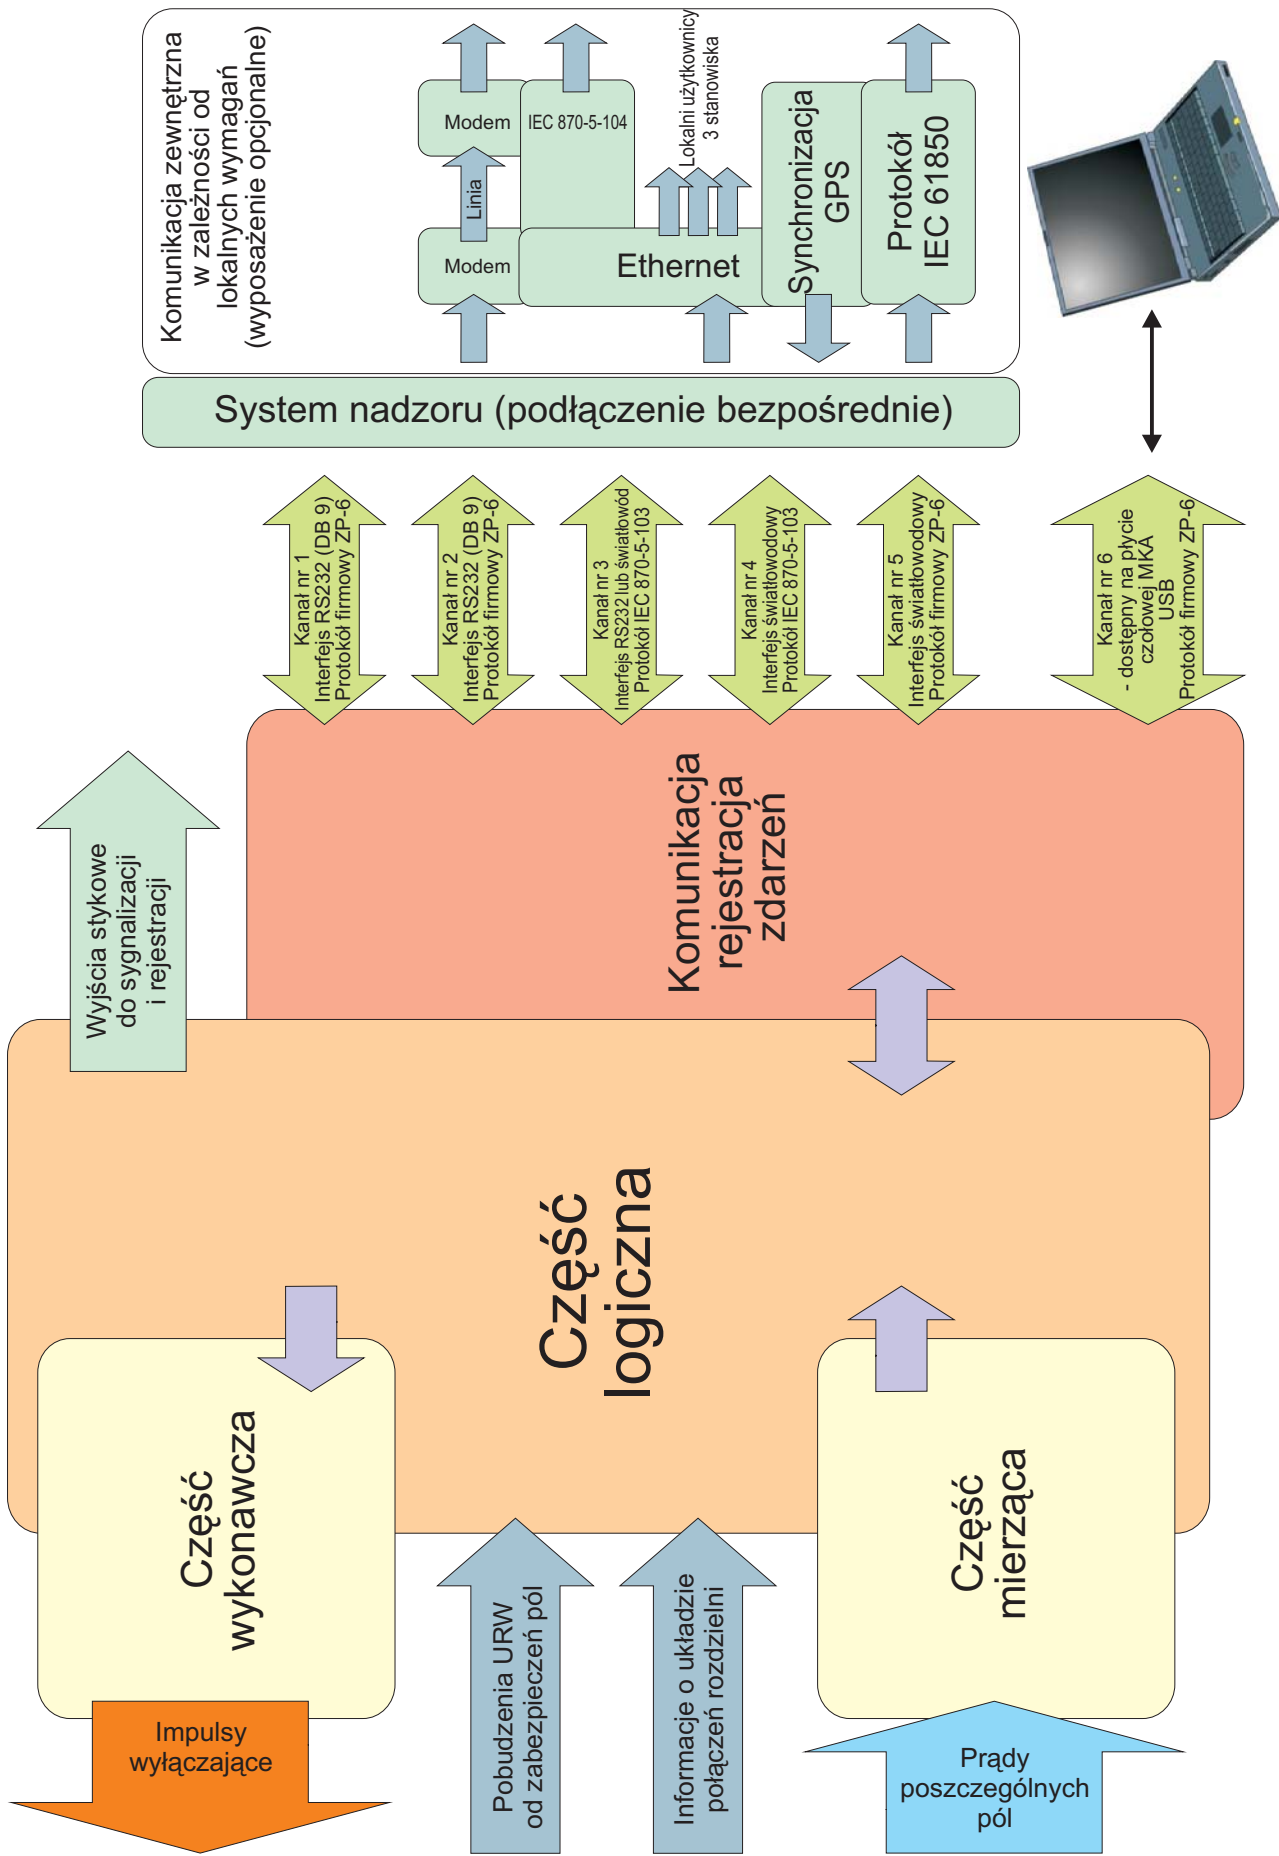 Komunikacja zewnętrzna
w zależności od
lokalnych wymagań
(wyposażenie opcjonalne)
Modem
IEC 870-5-104
Lokalni użytkownicy
3 stanowiska
Linia
Modem
Ethernet
Synchronizacja
GPS
Protokół
IEC 61850
System nadzoru (podłączenie bezpośrednie)
Kanał nr 1
Interfejs RS232 (DB 9)
Protokół firmowy ZP-6
Kanał nr 2
Interfejs RS232 (DB 9)
Protokół firmowy ZP-6
Kanał nr 3
Interfejs RS232 lub światłowód
Protokół IEC 870-5-103
Kanał nr 4
Interfejs światłowodowy
Protokół IEC 870-5-103
Kanał nr 5
Interfejs światłowodowy
Protokół firmowy ZP-6
Kanał nr 6
- dostępny na płycie
czołowej MKA
USB
Protokół firmowy ZP-6
Wyjścia stykowe
do sygnalizacji
i rejestracji
Komunikacja
rejestracja
zdarzeń
Część
logiczna
Część
wykonawcza
Część
mierząca
Impulsy
wyłączające
Pobudzenia URW
od zabezpieczeń pól
Informacje o układzie
połączeń rozdzielni
Prądy
poszczególnych
pól